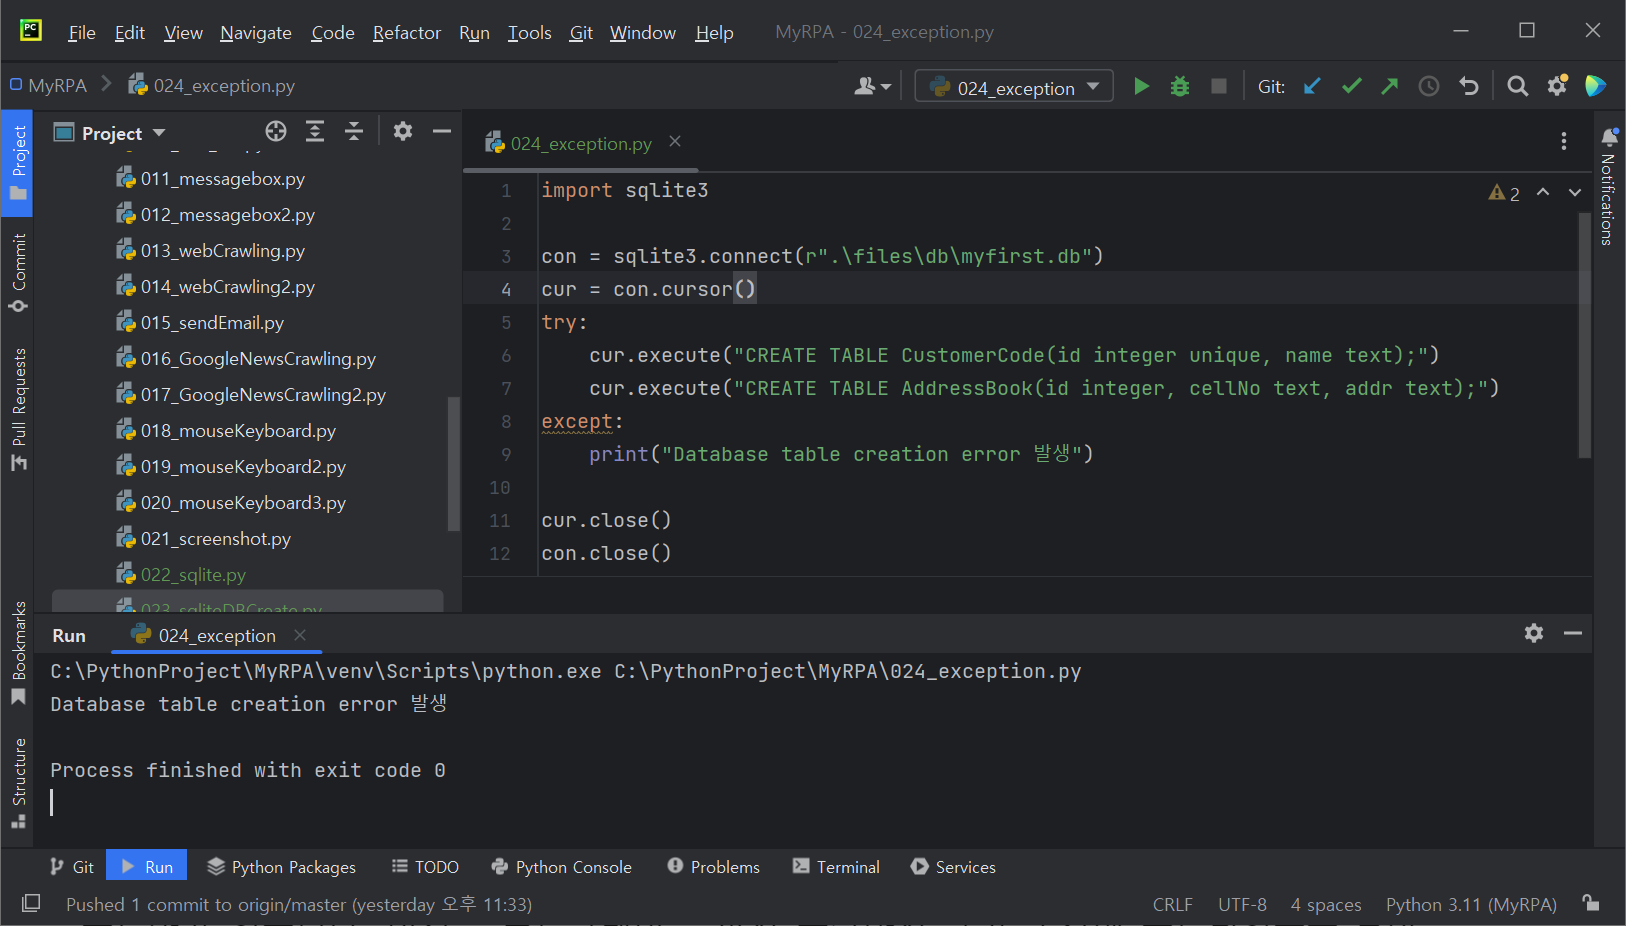 PC
File Edit View Navigate Code Refactor Run Tools Git Window Help MyRPA - 024_exception.py
MyRPA 024_exception.py 024_exception Git:
Project
Commit
Pull Requests
Bookmarks
Structure
Project
011_messagebox.py
012_messagebox2.py
013_webCrawling.py
014_webCrawling2.py
015_sendEmail.py
016_GoogleNewsCrawling.py
017_GoogleNewsCrawling2.py
018_mouseKeyboard.py
019_mouseKeyboard2.py
020_mouseKeyboard3.py
021_screenshot.py
022_sqlite.py
023_sqliteDBCreate.py
024_exception.py
2
1 import sqlite3
2
3 con = sqlite3.connect(r".\files\db\myfirst.db")
4 cur = con.cursor()
5 try:
6 cur.execute("CREATE TABLE CustomerCode(id integer unique, name text);")
7 cur.execute("CREATE TABLE AddressBook(id integer, cellNo text, addr text);")
8 except:
9 print("Database table creation error 발생")
10
11 cur.close()
12 con.close()
Notifications
Run 024_exception
C:\PythonProject\MyRPA\venv\Scripts\python.exe C:\PythonProject\MyRPA\024_exception.py
Database table creation error 발생
Process finished with exit code 0
Git Run Python Packages TODO Python Console Problems Terminal Services
Pushed 1 commit to origin/master (yesterday 오후 11:33) CRLF UTF-8 4 spaces Python 3.11 (MyRPA)